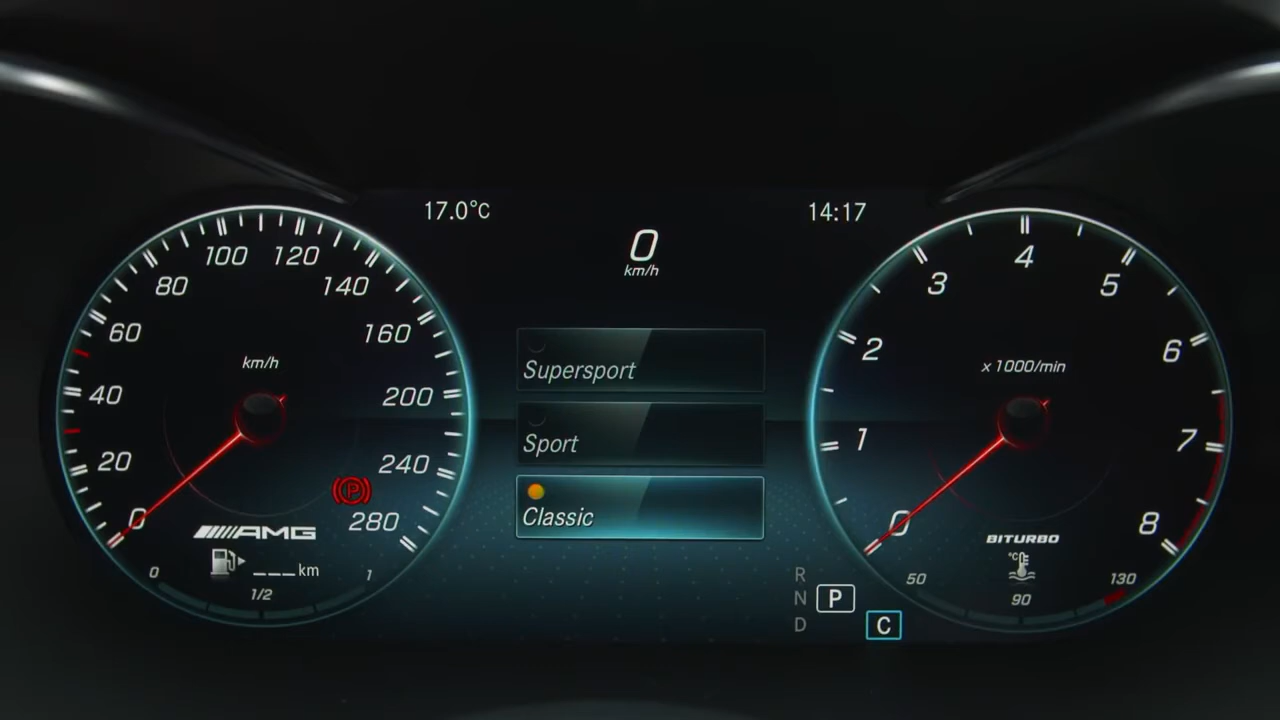 17.0°C
14:17
0
km/h
Supersport
Sport
Classic
0
20
40
60
80
100
120
140
160
200
240
280
km/h
(P)
AMG
___km
0
1/2
1
0
1
2
3
4
5
6
7
8
x 1000/min
BITURBO
°C
50
90
130
R
N
P
D
C